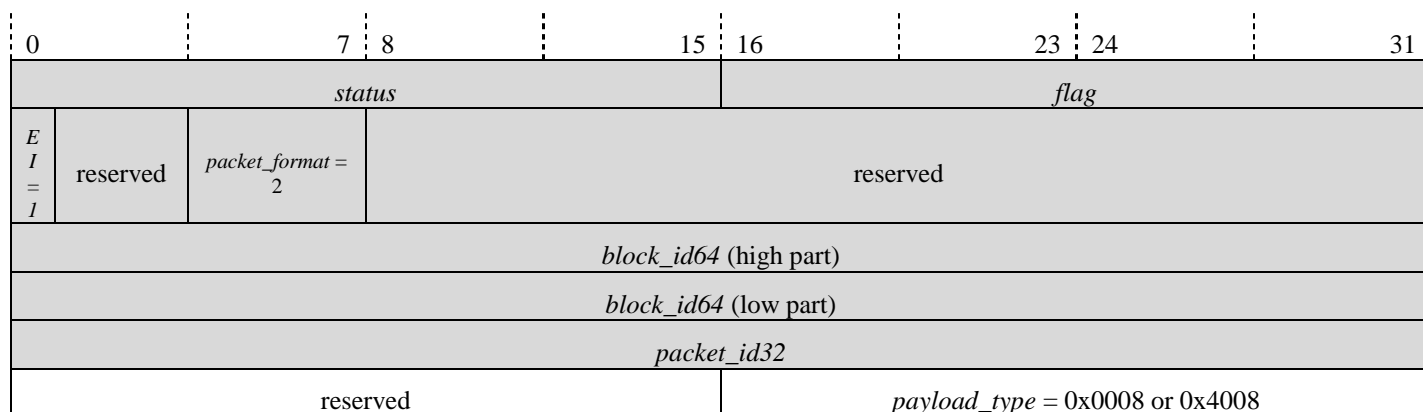 0 7 8 15 16 23 24 31
status flag
E
I
=
1
reserved
packet_format =
2
reserved
block_id64 (high part)
block_id64 (low part)
packet_id32
reserved payload_type = 0x0008 or 0x4008